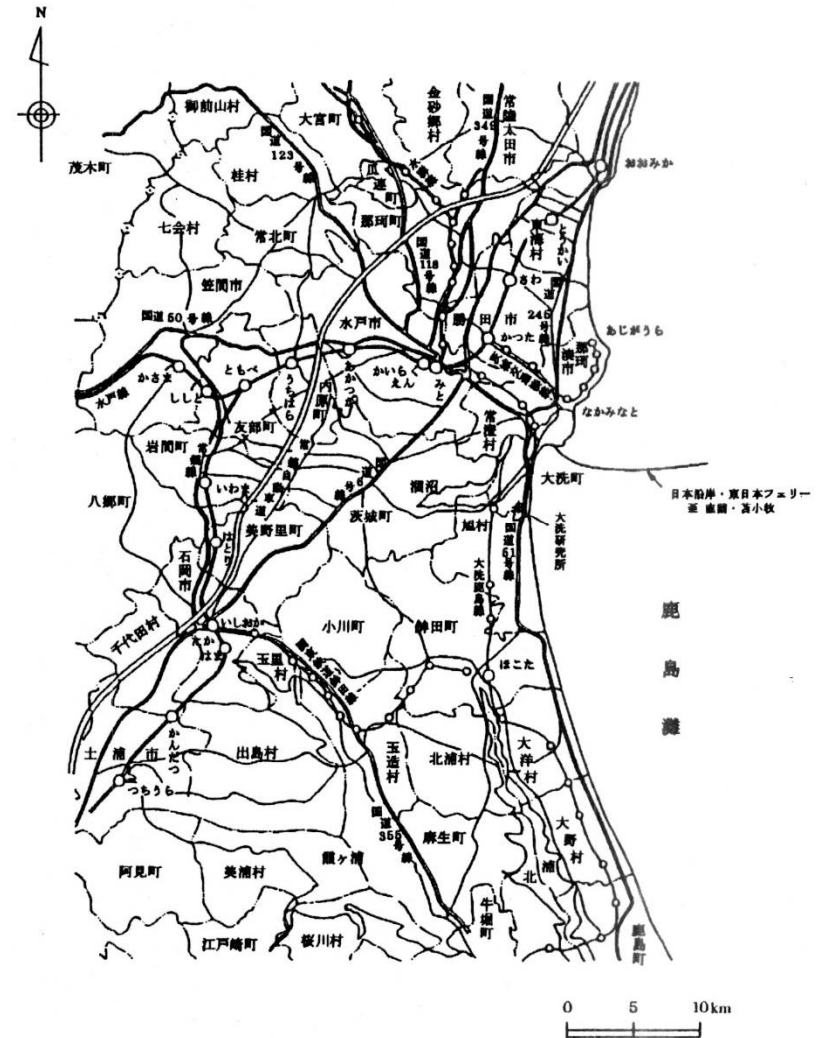 N
御前山村
大宮町
金砂郷村
国道349号線
常陸太田市
国道123号線
茂木町
桂村
瓜連町
水郡線
おおみか
七会村
常北町
那珂町
東海村
とうかい
国道118号線
さわ
笠間市
国道245号線
国道50号線
水戸市
勝田市
かつた
あじがうら
那珂湊市
かさま
ともべ
うちはら
あかつか
かいらくえん
みと
水戸線
ししど
内原町
なかみなと
岩間町
友部町
常澄村
常磐線
常磐自動車道
国道6号線
涸沼
大洗町
八郷町
いわま
茨城町
日本沿岸・東日本フェリー
至 室蘭・苫小牧
美野里町
旭村
国道51号線
大洗研究所
はとり
石岡市
大洗鹿島線
鹿島灘
小川町
鉾田町
千代田村
いしおか
たかはま
玉里村
ほこた
かんだつ
土浦市
出島村
玉造村
北浦村
大洋村
つちうら
国道355号線
麻生町
大野村
霞ヶ浦
北浦
阿見町
美浦村
牛堀町
江戸崎町
桜川村
鹿島町
0 5 10km